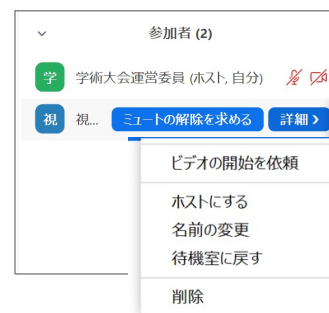 参加者 (2)
学 学術大会運営委員 (ホスト, 自分)
視 視... ミュートの解除を求める 詳細 >
ビデオの開始を依頼
ホストにする
名前の変更
待機室に戻す
削除